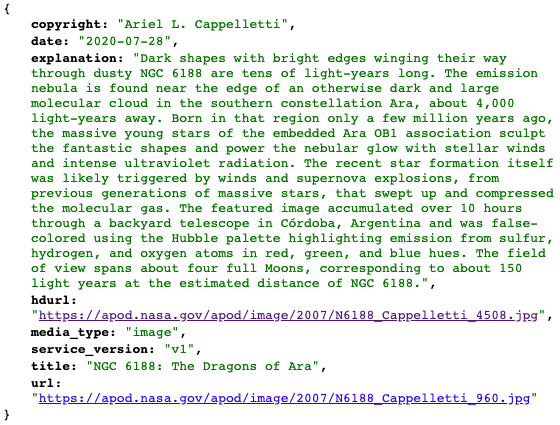 {
copyright: "Ariel L. Cappelletti",
date: "2020-07-28",
explanation: "Dark shapes with bright edges winging their way
through dusty NGC 6188 are tens of light-years long. The emission
nebula is found near the edge of an otherwise dark and large
molecular cloud in the southern constellation Ara, about 4,000
light-years away. Born in that region only a few million years ago,
the massive young stars of the embedded Ara OB1 association sculpt
the fantastic shapes and power the nebular glow with stellar winds
and intense ultraviolet radiation. The recent star formation itself
was likely triggered by winds and supernova explosions, from
previous generations of massive stars, that swept up and compressed
the molecular gas. The featured image accumulated over 10 hours
through a backyard telescope in Córdoba, Argentina and was false-
colored using the Hubble palette highlighting emission from sulfur,
hydrogen, and oxygen atoms in red, green, and blue hues. The field
of view spans about four full Moons, corresponding to about 150
light years at the estimated distance of NGC 6188.",
hdurl:
"https://apod.nasa.gov/apod/image/2007/N6188_Cappelletti_4508.jpg",
media_type: "image",
service_version: "v1",
title: "NGC 6188: The Dragons of Ara",
url:
"https://apod.nasa.gov/apod/image/2007/N6188_Cappelletti_960.jpg"
}